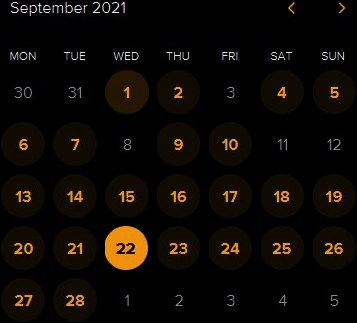 September 2021
MON TUE WED THU FRI SAT SUN
30 31 1 2 3 4 5
6 7 8 9 10 11 12
13 14 15 16 17 18 19
20 21 22 23 24 25 26
27 28 1 2 3 4 5